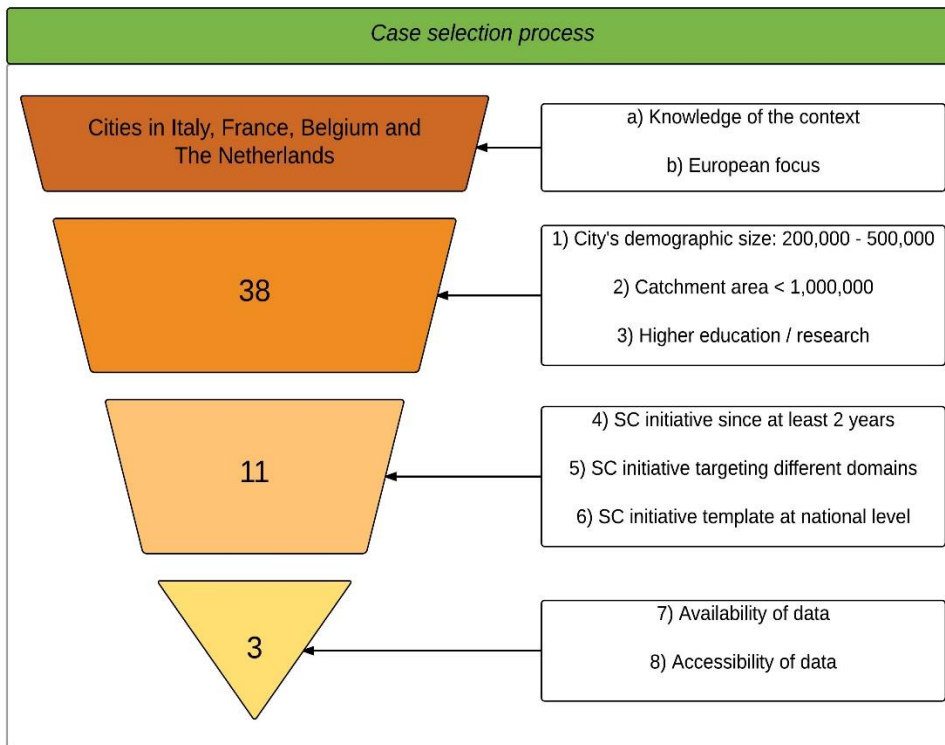 Case selection process
Cities in Italy, France, Belgium and
The Netherlands
a) Knowledge of the context
b) European focus
38
1) City's demographic size: 200,000 - 500,000
2) Catchment area < 1,000,000
3) Higher education / research
11
4) SC initiative since at least 2 years
5) SC initiative targeting different domains
6) SC initiative template at national level
3
7) Availability of data
8) Accessibility of data